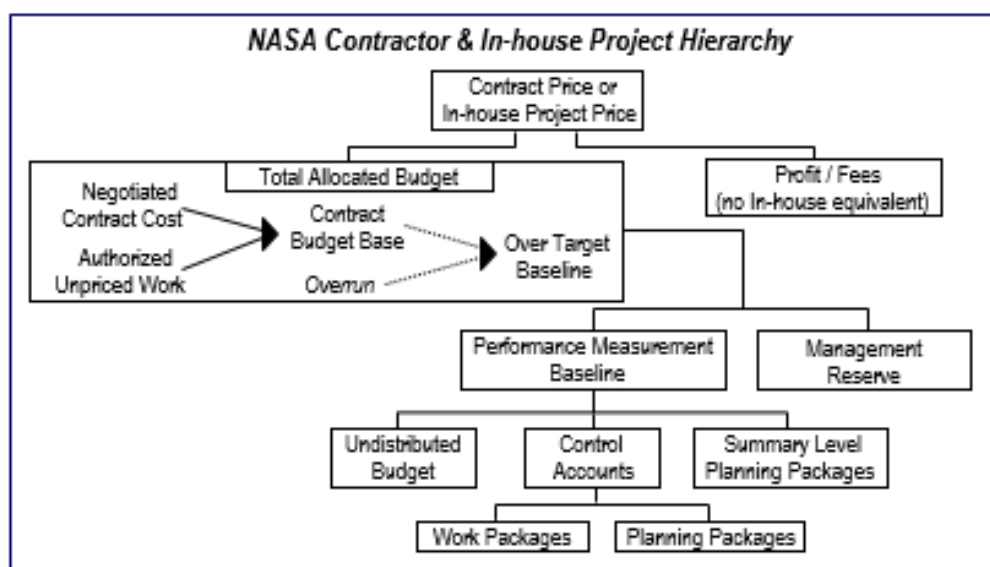 NASA Contractor & In-house Project Hierarchy
Contract Price or
In-house Project Price
Total Allocated Budget
Profit / Fees
(no In-house equivalent)
Negotiated
Contract Cost
Contract
Budget Base
Authorized
Unpriced Work
Overrun
Over Target
Baseline
Performance Measurement
Baseline
Management
Reserve
Undistributed
Budget
Control
Accounts
Summary Level
Planning Packages
Work Packages
Planning Packages